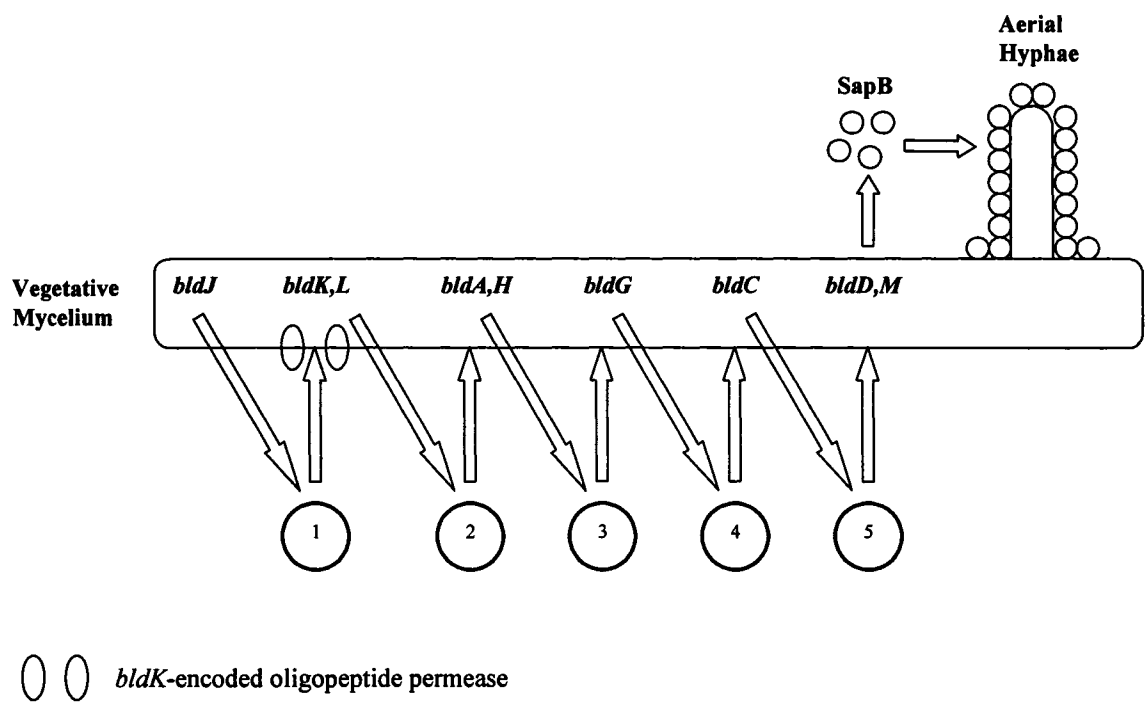 Aerial
Hyphae
SapB
Vegetative
Mycelium
bldJ
bldK,L
bldA,H
bldG
bldC
bldD,M
1
2
3
4
5
bldK-encoded oligopeptide permease